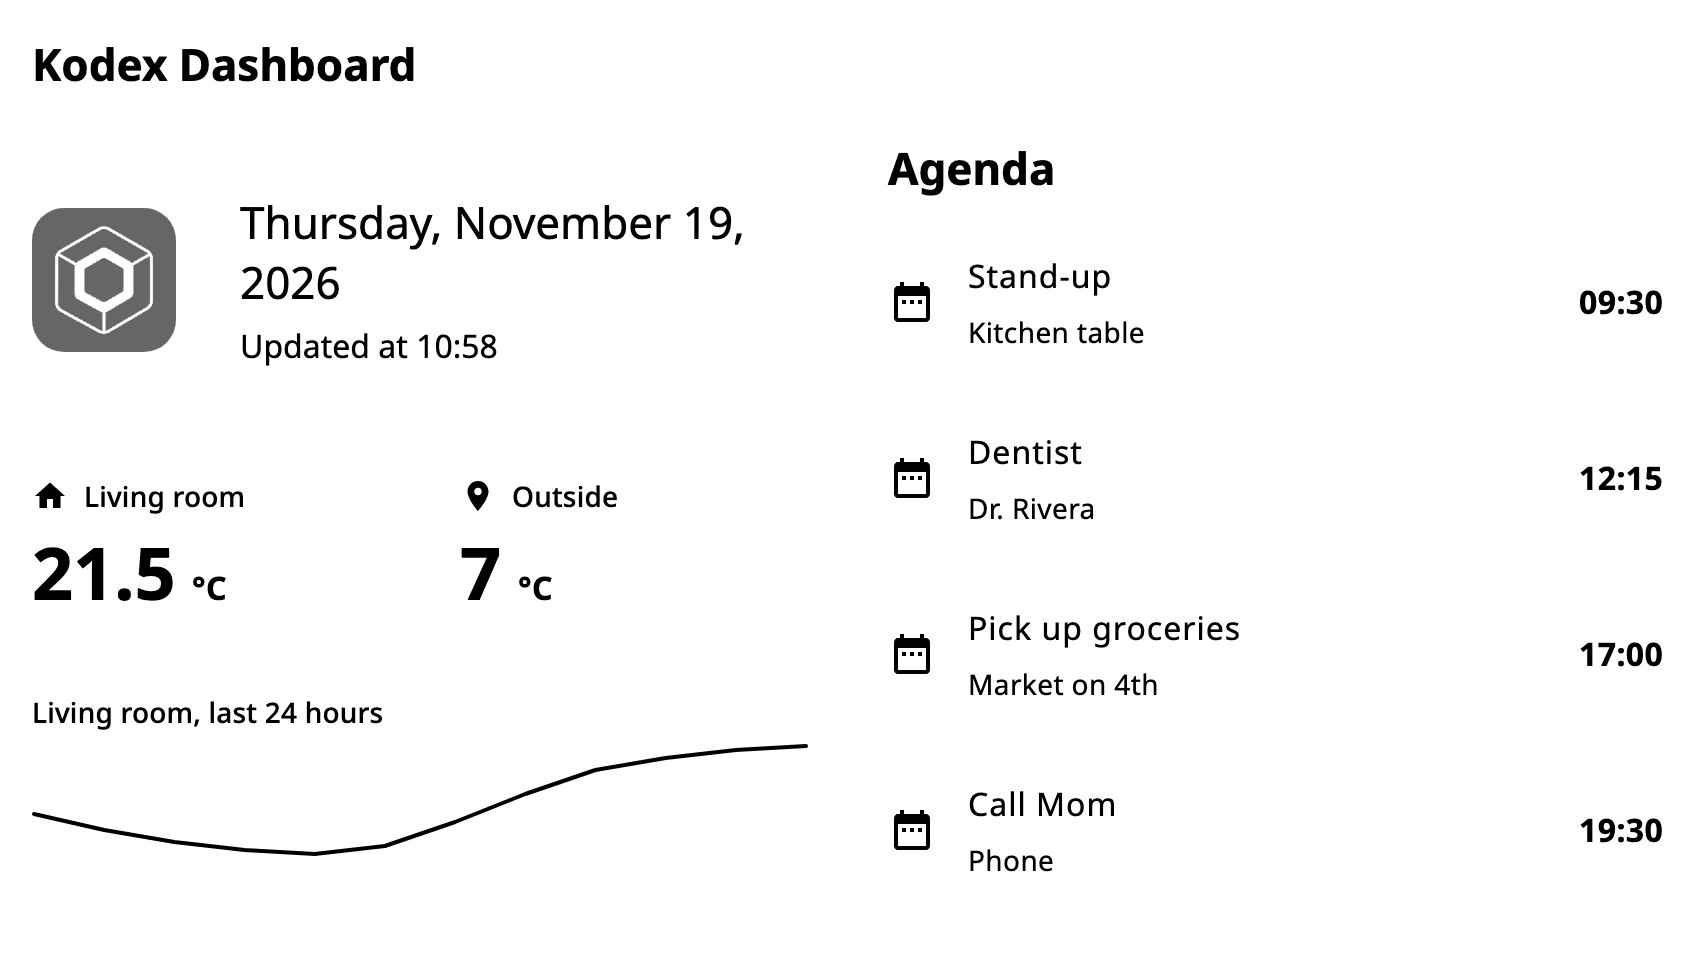 Kodex Dashboard
Thursday, November 19,
2026
Updated at 10:58
Living room
21.5 °C
Outside
7 °C
Living room, last 24 hours
Agenda
Stand-up
Kitchen table
09:30
Dentist
Dr. Rivera
12:15
Pick up groceries
Market on 4th
17:00
Call Mom
Phone
19:30